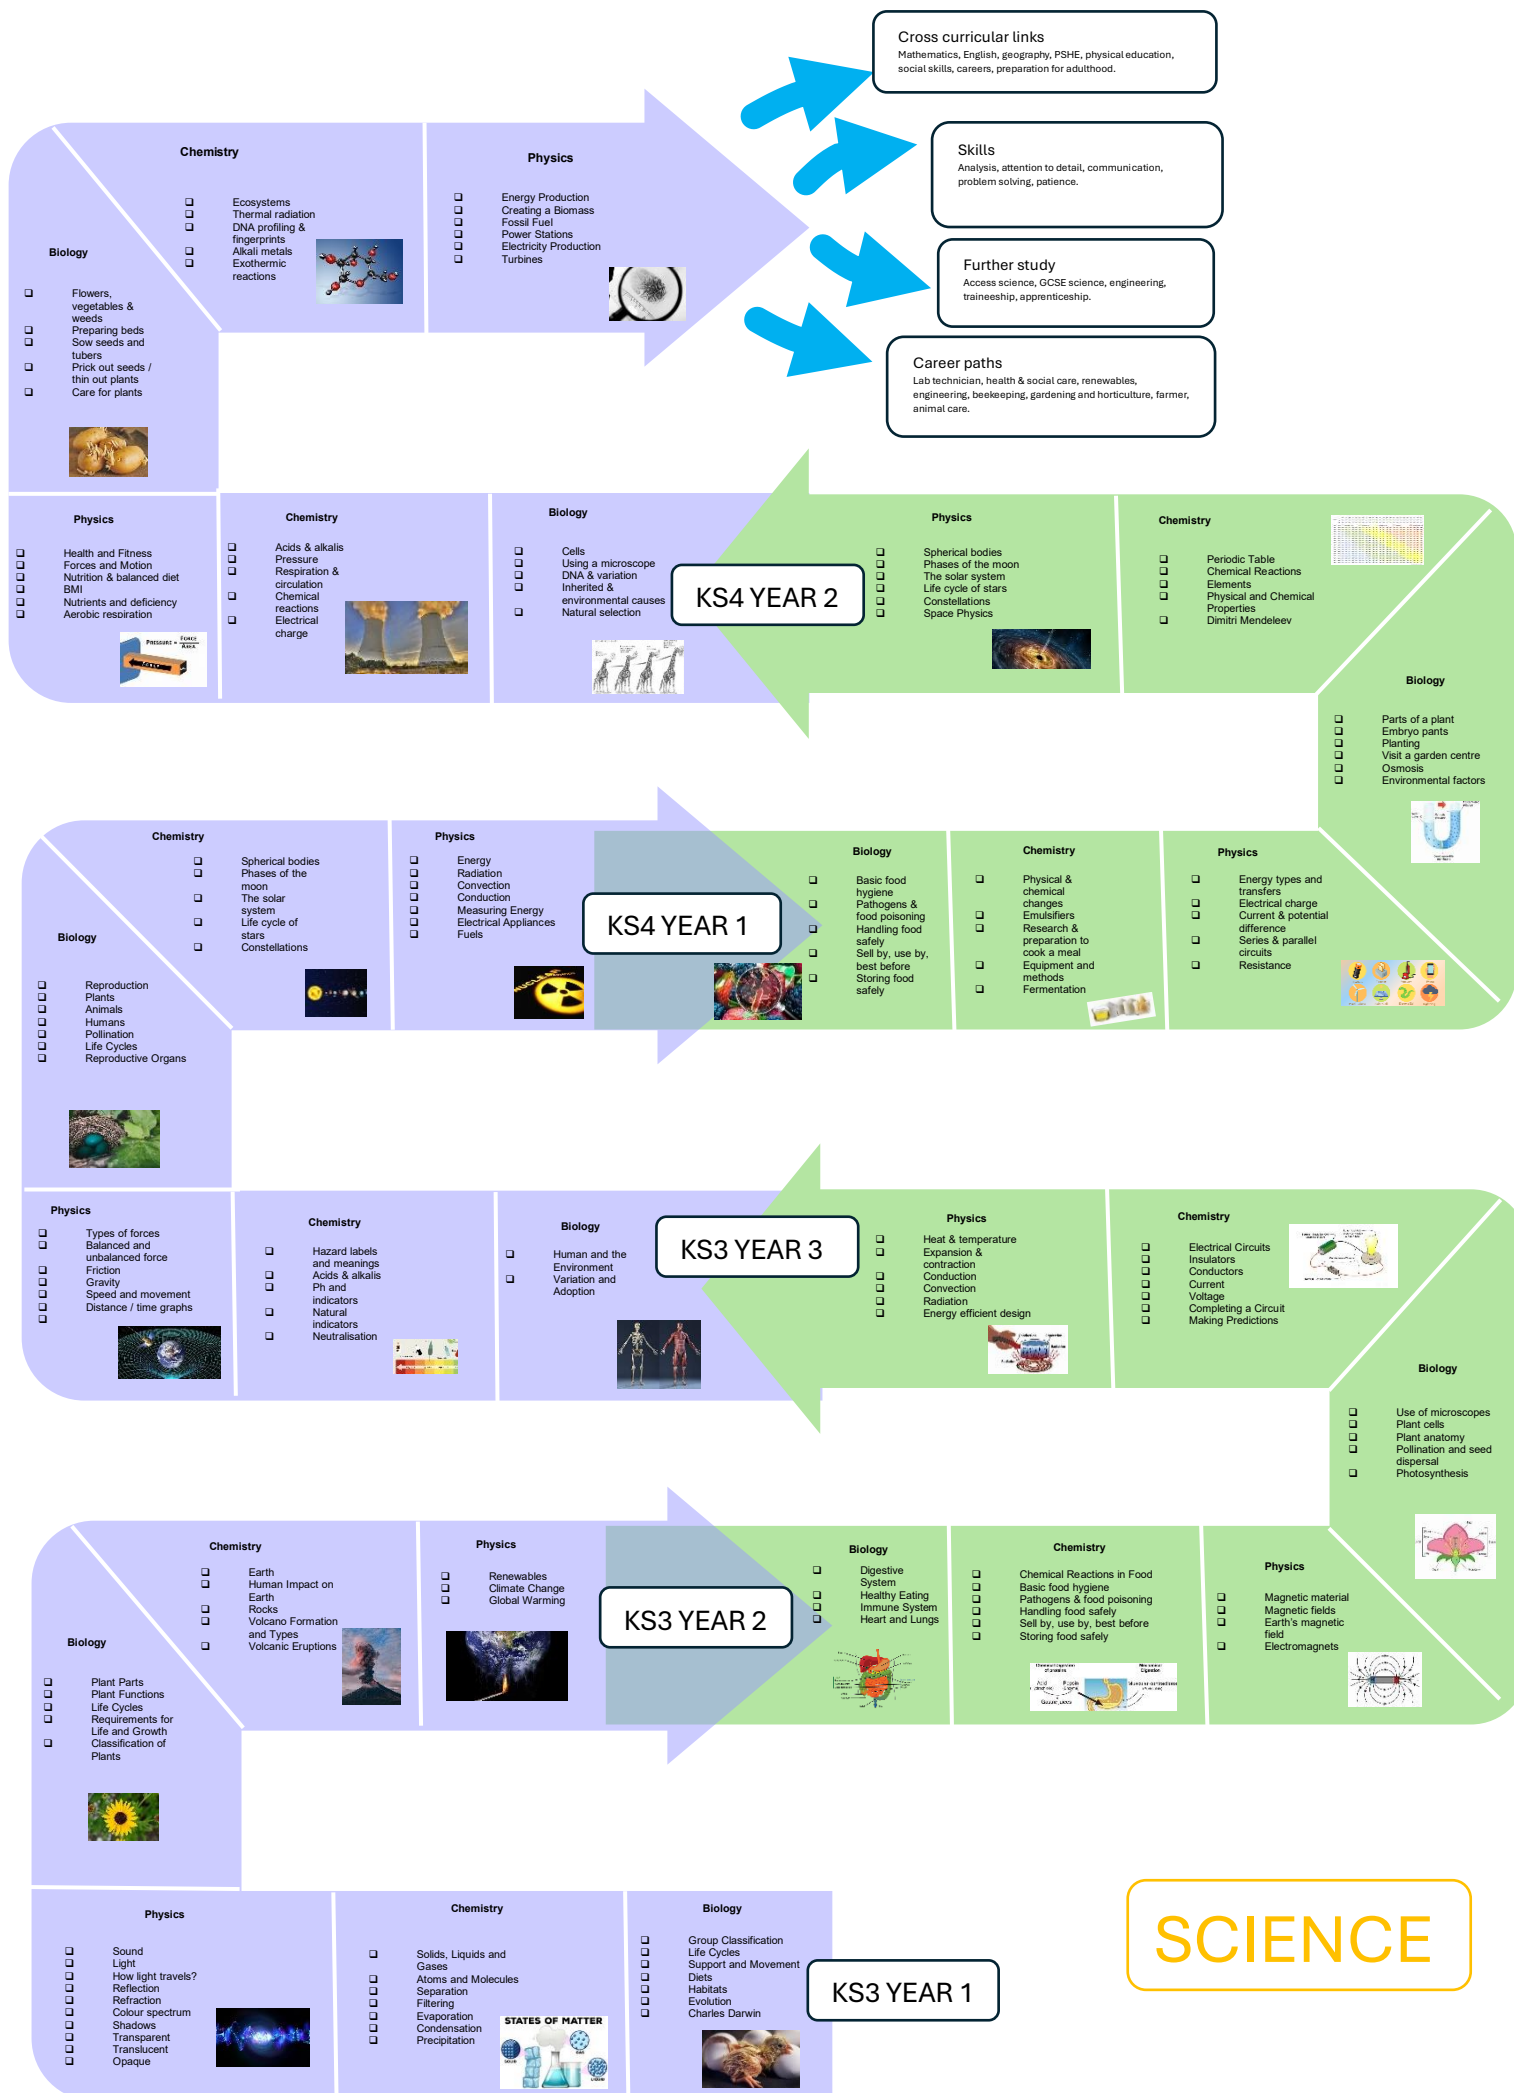 Cross curricular links
Mathematics, English, geography, PSHE, physical education,
social skills, careers, preparation for adulthood.
Skills
Analysis, attention to detail, communication,
problem solving, patience.
Further study
Access science, GCSE science, engineering,
traineeship, apprenticeship.
Career paths
Lab technician, health & social care, renewables,
engineering, beekeeping, gardening and horticulture, farmer,
animal care.
Biology
Flowers,
vegetables &
weeds
Preparing beds
Sow seeds and
tubers
Prick out seeds /
thin out plants
Care for plants
Chemistry
Ecosystems
Thermal radiation
DNA profiling &
fingerprints
Alkali metals
Exothermic
reactions
Physics
Energy Production
Creating a Biomass
Fossil Fuel
Power Stations
Electricity Production
Turbines
Physics
Health and Fitness
Forces and Motion
Nutrition & balanced diet
BMI
Nutrients and deficiency
Aerobic respiration
PRESSURE = FORCE
AREA
Chemistry
Acids & alkalis
Pressure
Respiration &
circulation
Chemical
reactions
Electrical
charge
Biology
Cells
Using a microscope
DNA & variation
Inherited &
environmental causes
Natural selection
KS4 YEAR 2
Physics
Spherical bodies
Phases of the moon
The solar system
Life cycle of stars
Constellations
Space Physics
Chemistry
Periodic Table
Chemical Reactions
Elements
Physical and Chemical
Properties
Dimitri Mendeleev
Biology
Parts of a plant
Embryo pants
Planting
Visit a garden centre
Osmosis
Environmental factors
Biology
Reproduction
Plants
Animals
Humans
Pollination
Life Cycles
Reproductive Organs
Chemistry
Spherical bodies
Phases of the
moon
The solar
system
Life cycle of
stars
Constellations
Physics
Energy
Radiation
Convection
Conduction
Measuring Energy
Electrical Appliances
Fuels
KS4 YEAR 1
Biology
Basic food
hygiene
Pathogens &
food poisoning
Handling food
safely
Sell by, use by,
best before
Storing food
safely
Chemistry
Physical &
chemical
changes
Emulsifiers
Research &
preparation to
cook a meal
Equipment and
methods
Fermentation
Physics
Energy types and
transfers
Electrical charge
Current & potential
difference
Series & parallel
circuits
Resistance
Physics
Types of forces
Balanced and
unbalanced force
Friction
Gravity
Speed and movement
Distance / time graphs
Chemistry
Hazard labels
and meanings
Acids & alkalis
Ph and
indicators
Natural
indicators
Neutralisation
Biology
Human and the
Environment
Variation and
Adoption
KS3 YEAR 3
Physics
Heat & temperature
Expansion &
contraction
Conduction
Convection
Radiation
Energy efficient design
Chemistry
Electrical Circuits
Insulators
Conductors
Current
Voltage
Completing a Circuit
Making Predictions
Biology
Use of microscopes
Plant cells
Plant anatomy
Pollination and seed
dispersal
Photosynthesis
Biology
Plant Parts
Plant Functions
Life Cycles
Requirements for
Life and Growth
Classification of
Plants
Chemistry
Earth
Human Impact on
Earth
Rocks
Volcano Formation
and Types
Volcanic Eruptions
Physics
Renewables
Climate Change
Global Warming
KS3 YEAR 2
Biology
Digestive
System
Healthy Eating
Immune System
Heart and Lungs
Chemistry
Chemical Reactions in Food
Basic food hygiene
Pathogens & food poisoning
Handling food safely
Sell by, use by, best before
Storing food safely
Physics
Magnetic material
Magnetic fields
Earth's magnetic
field
Electromagnets
Physics
Sound
Light
How light travels?
Reflection
Refraction
Colour spectrum
Shadows
Transparent
Translucent
Opaque
Chemistry
Solids, Liquids and
Gases
Atoms and Molecules
Separation
Filtering
Evaporation
Condensation
Precipitation
STATES OF MATTER
GAS
SOLID
LIQUID
Biology
Group Classification
Life Cycles
Support and Movement
Diets
Habitats
Evolution
Charles Darwin
KS3 YEAR 1
SCIENCE